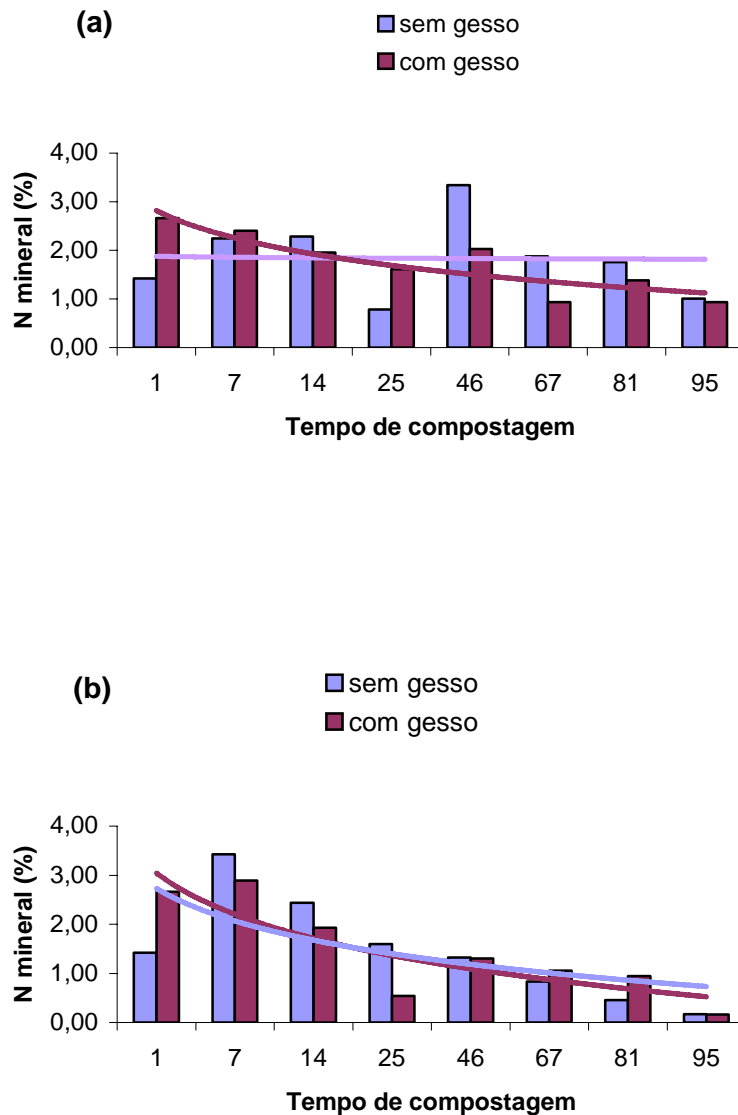 (a)
sem gesso
com gesso
N mineral (%)
4,00
3,00
2,00
1,00
0,00
1 7 14 25 46 67 81 95
Tempo de compostagem
(b)
sem gesso
com gesso
N mineral (%)
4,00
3,00
2,00
1,00
0,00
1 7 14 25 46 67 81 95
Tempo de compostagem